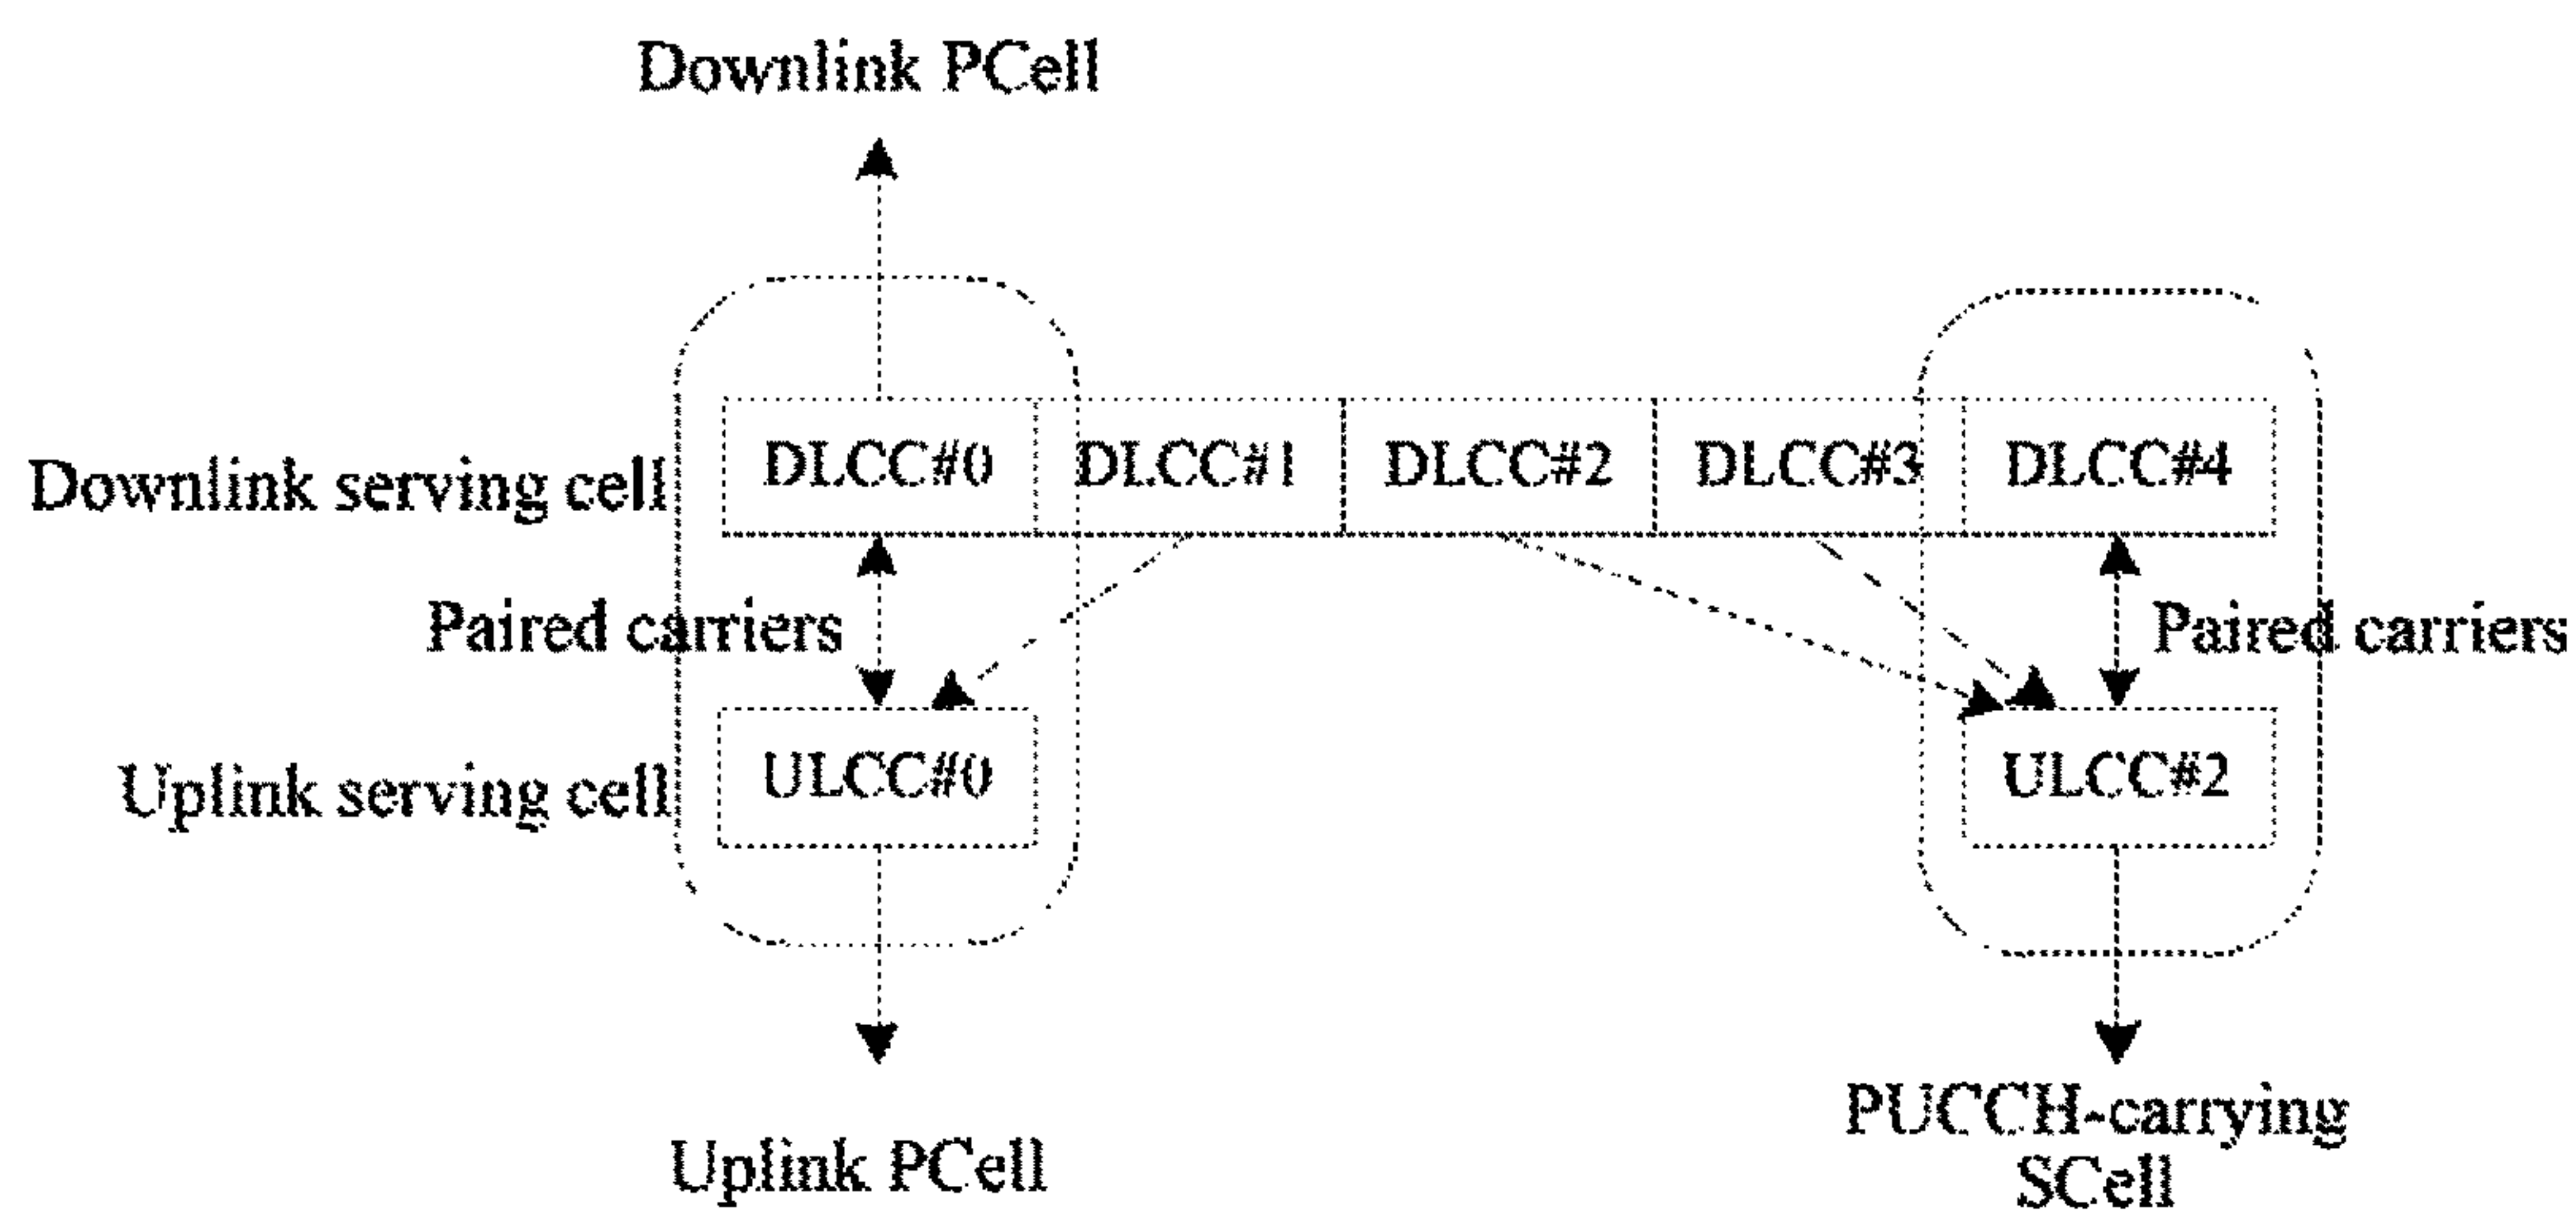 Downlink PCell
Downlink serving cell
DLCC#0 DLCC#1 DLCC#2 DLCC#3 DLCC#4
Paired carriers
Paired carriers
Uplink serving cell
ULCC#0
ULCC#2
Uplink PCell
PUCCH-carrying
SCell